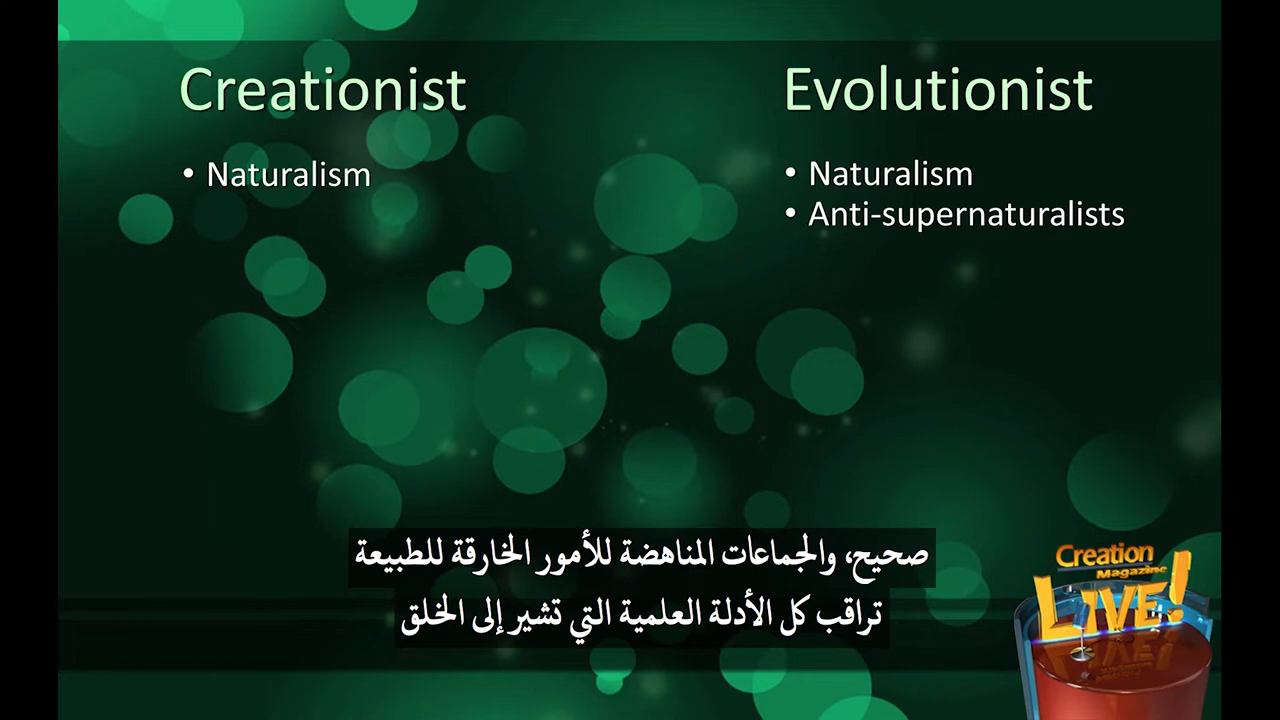 Creationist
• Naturalism
Evolutionist
• Naturalism
• Anti-supernaturalists
صحيح، والجماعات المناهضة للأمور الخارقة للطبيعة
تراقب كل الأدلة العلمية التي تشير إلى الخلق
Creation
Magazine
LIVE!